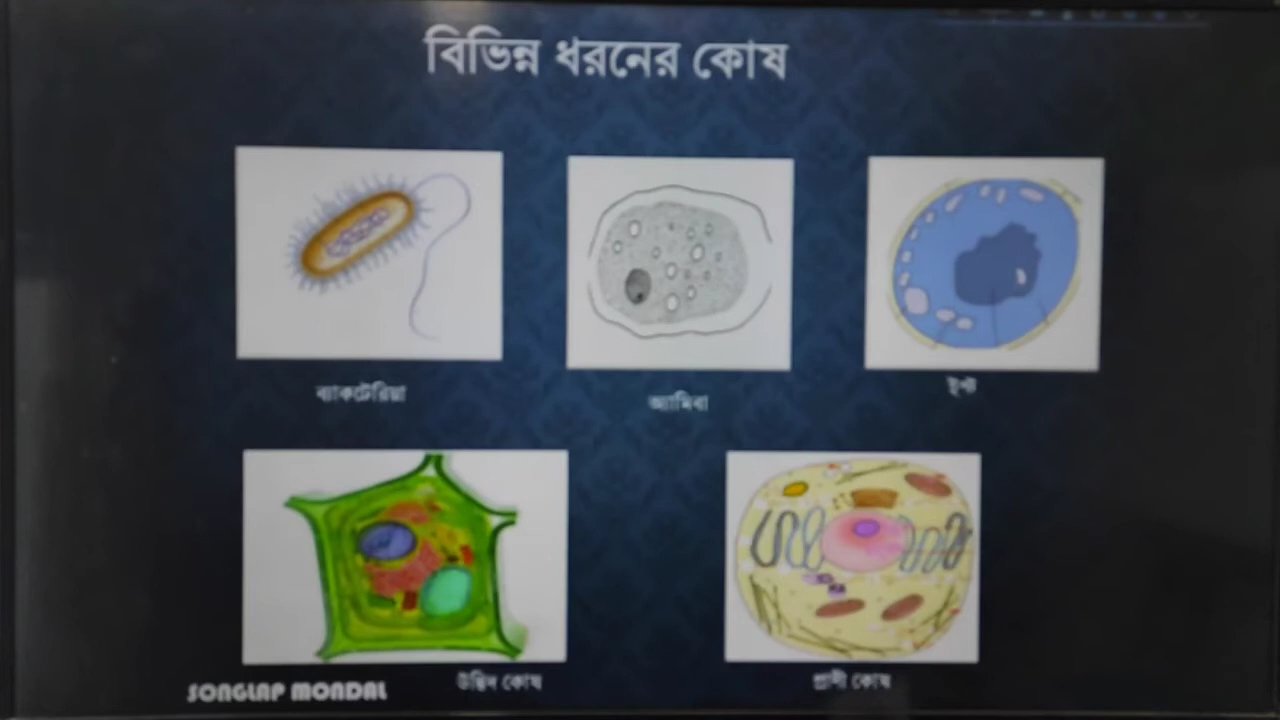 বিভিন্ন ধরনের কোষ
ব্যাকটেরিয়া
অ্যামিবা
ইস্ট
উদ্ভিদ কোষ
প্রাণী কোষ
SONGLAP MONDAL